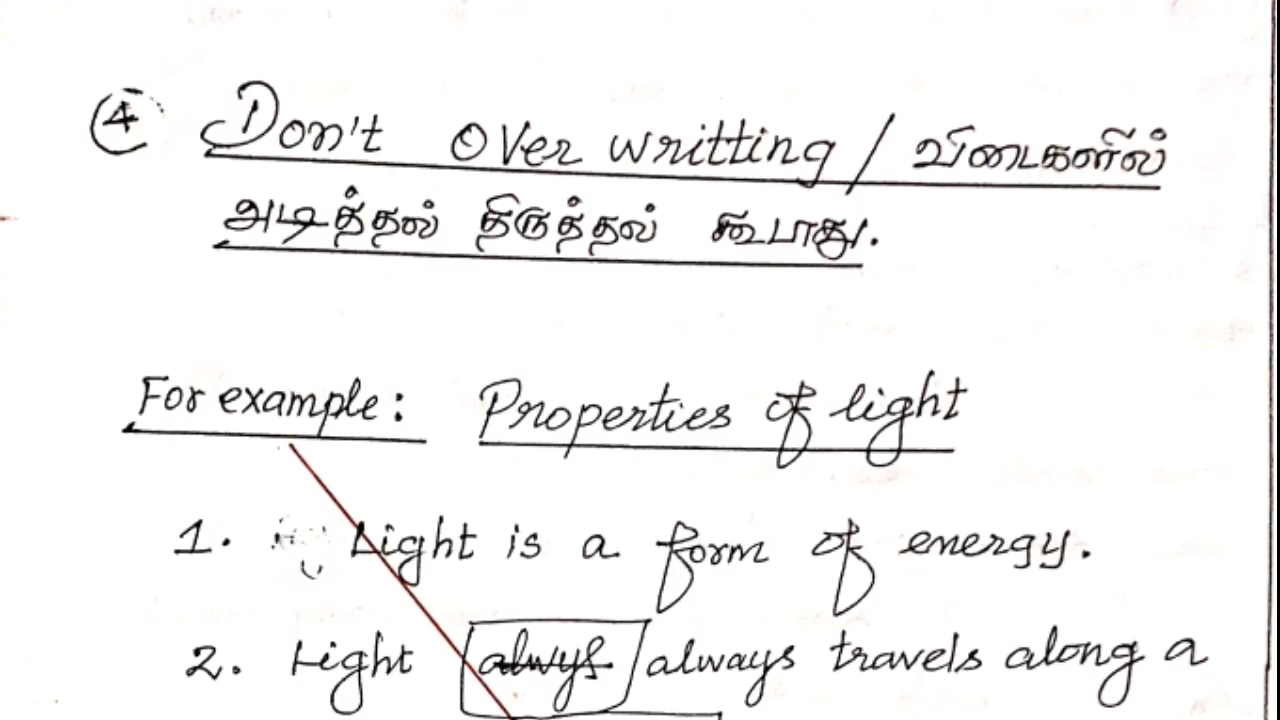 ④ Don't Over writting / விடைகளில்
அடித்தல் திருத்தல் கூடாது.
For example: Properties of light
1. Light is a form of energy.
2. Light alwys always travels along a